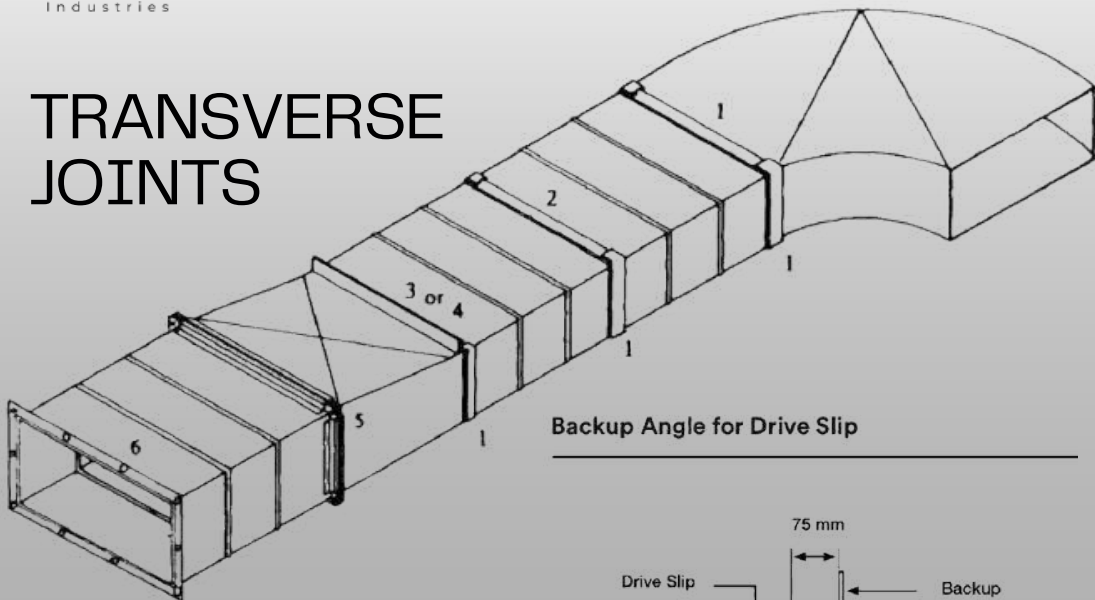 Industries
TRANSVERSE
JOINTS
1
2
1
3 or 4
1
5
1
6
Backup Angle for Drive Slip
75 mm
Drive Slip
Backup